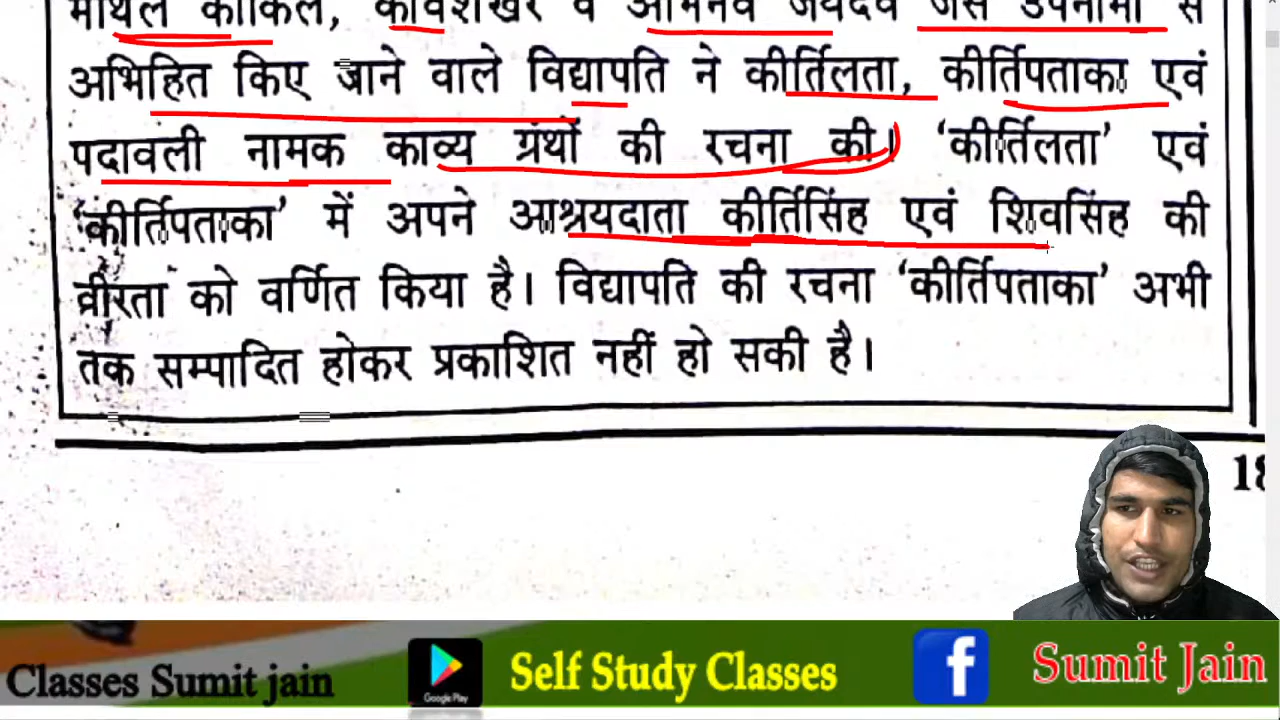 मैथिल कोकिल, कविशेखर व अभिनव जयदेव जैसे उपनामों से
अभिहित किए जाने वाले विद्यापति ने कीर्तिलता, कीर्तिपताका एवं
पदावली नामक काव्य ग्रंथों की रचना की। ‘कीर्तिलता’ एवं
‘कीर्तिपताका’ में अपने आश्रयदाता कीर्तिसिंह एवं शिवसिंह की
वीरता को वर्णित किया है। विद्यापति की रचना ‘कीर्तिपताका’ अभी
तक सम्पादित होकर प्रकाशित नहीं हो सकी है।
18
Classes Sumit jain
Google Play
Self Study Classes
f
Sumit Jain